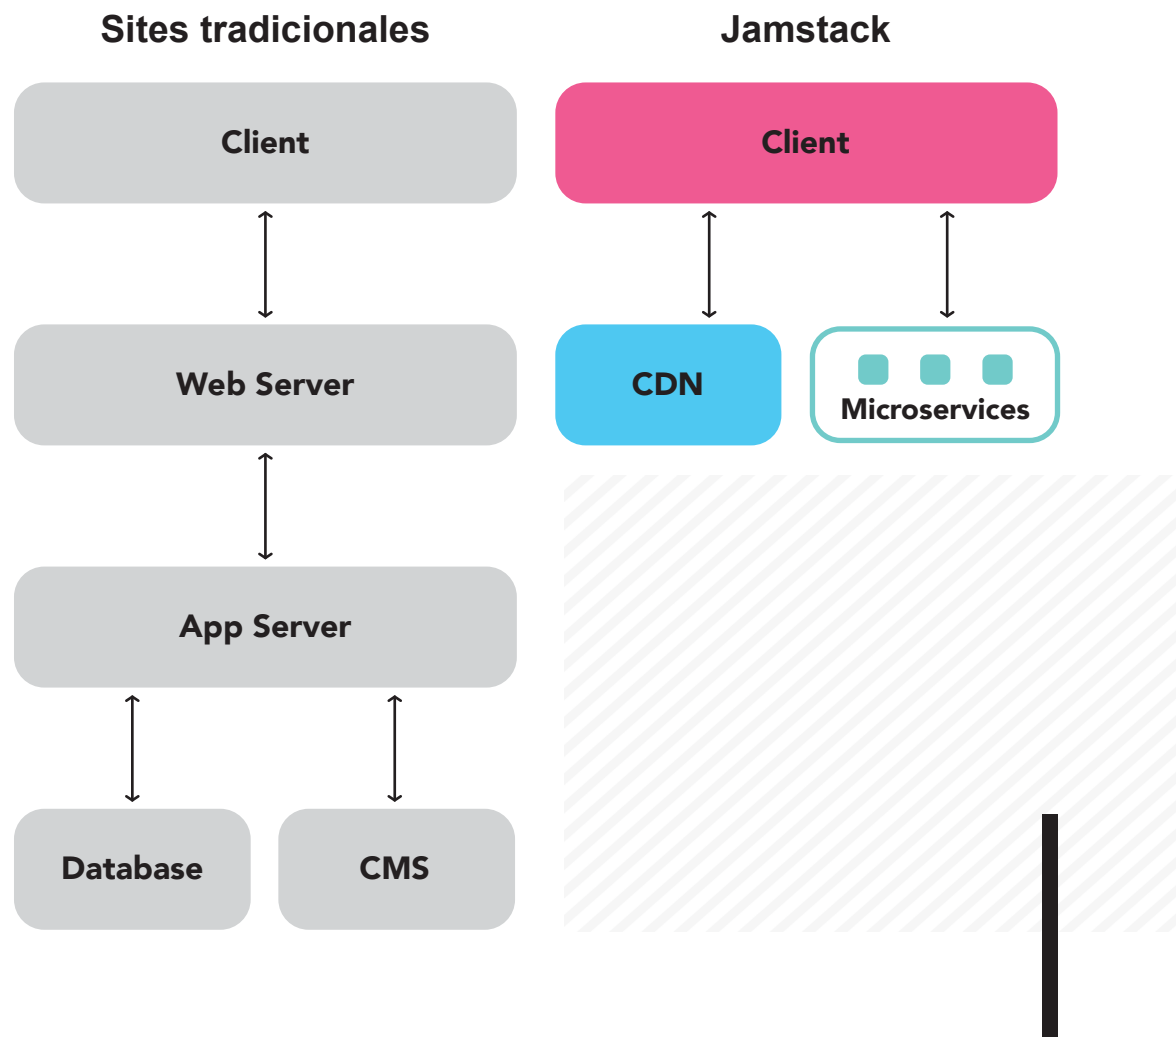 Sites tradicionales
Jamstack
Client
Client
Web Server
CDN
Microservices
App Server
Database
CMS